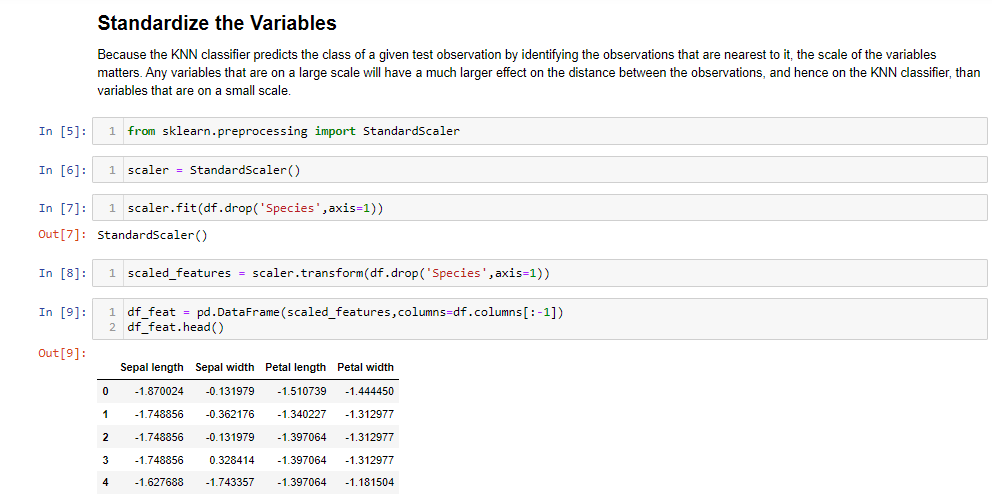 Standardize the Variables
Because the KNN classifier predicts the class of a given test observation by identifying the observations that are nearest to it, the scale of the variables
matters. Any variables that are on a large scale will have a much larger effect on the distance between the observations, and hence on the KNN classifier, than
variables that are on a small scale.
In [5]: 1 from sklearn.preprocessing import StandardScaler
In [6]: 1 scaler = StandardScaler()
In [7]: 1 scaler.fit(df.drop('Species',axis=1))
Out[7]: StandardScaler()
In [8]: 1 scaled_features = scaler.transform(df.drop('Species',axis=1))
In [9]: 1 df_feat = pd.DataFrame(scaled_features,columns=df.columns[:-1])
2 df_feat.head()
Out[9]:
Sepal length Sepal width Petal length Petal width
0 -1.870024 -0.131979 -1.510739 -1.444450
1 -1.748856 -0.362176 -1.340227 -1.312977
2 -1.748856 -0.131979 -1.397064 -1.312977
3 -1.748856 0.328414 -1.397064 -1.312977
4 -1.627688 -1.743357 -1.397064 -1.181504